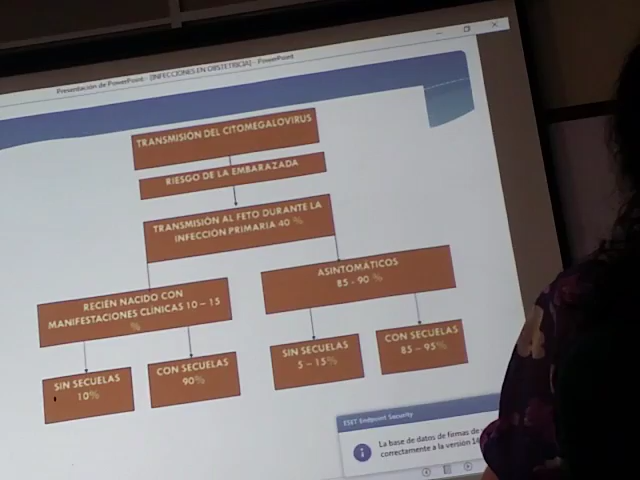 Presentación de PowerPoint - [INFECCIONES EN OBSTETRICIA] - PowerPoint
TRANSMISIÓN DEL CITOMEGALOVIRUS
RIESGO DE LA EMBARAZADA
TRANSMISIÓN AL FETO DURANTE LA
INFECCIÓN PRIMARIA 40 %
RECIÉN NACIDO CON
MANIFESTACIONES CLÍNICAS 10 – 15
%
ASINTOMÁTICOS
85 - 90 %
SIN SECUELAS
10%
CON SECUELAS
90%
SIN SECUELAS
5 – 15%
CON SECUELAS
85 – 95%
ESET Endpoint Security
La base de datos de firmas de
correctamente a la versión